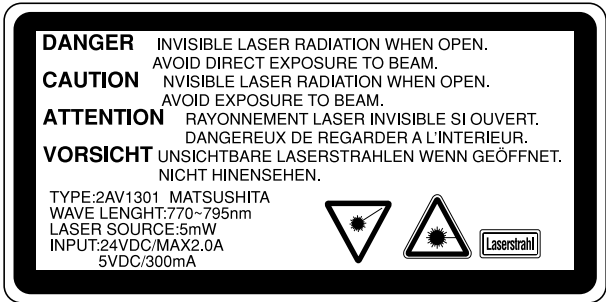 DANGER INVISIBLE LASER RADIATION WHEN OPEN.
AVOID DIRECT EXPOSURE TO BEAM.
CAUTION NVISIBLE LASER RADIATION WHEN OPEN.
AVOID EXPOSURE TO BEAM.
ATTENTION RAYONNEMENT LASER INVISIBLE SI OUVERT.
DANGEREUX DE REGARDER A L'INTERIEUR.
VORSICHT UNSICHTBARE LASERSTRAHLEN WENN GEÖFFNET.
NICHT HINENSEHEN.
TYPE:2AV1301 MATSUSHITA
WAVE LENGHT:770~795nm
LASER SOURCE:5mW
INPUT:24VDC/MAX2.0A
5VDC/300mA
Laserstrahl